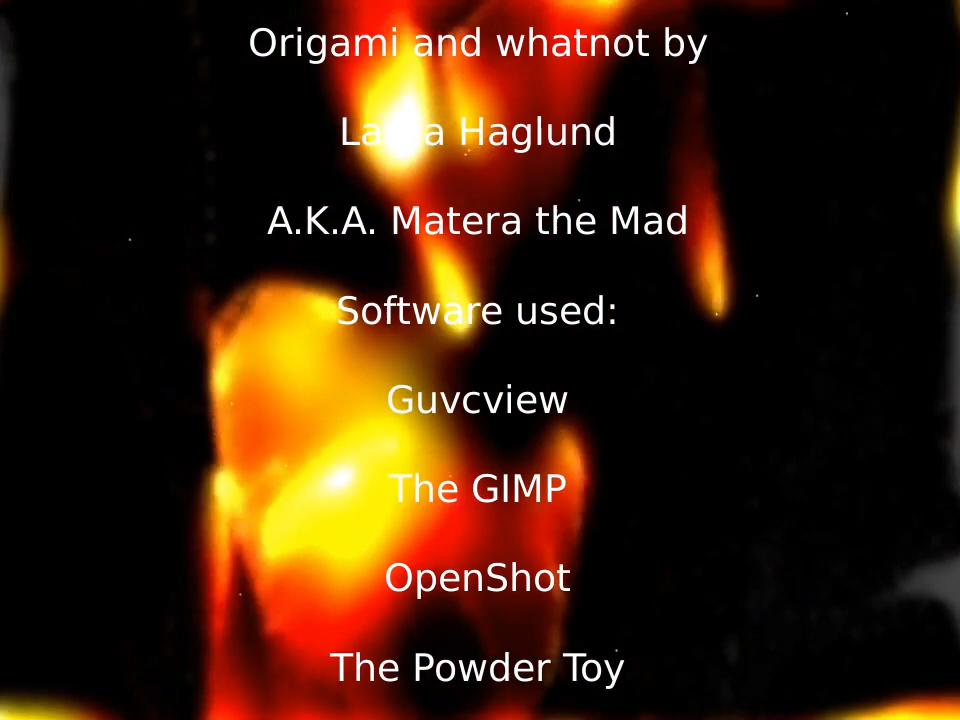 Origami and whatnot by
Haglund
A.K.A. Matera the Mad
Software used:
Guvcview
The GIMP
OpenShot
The Powder Toy